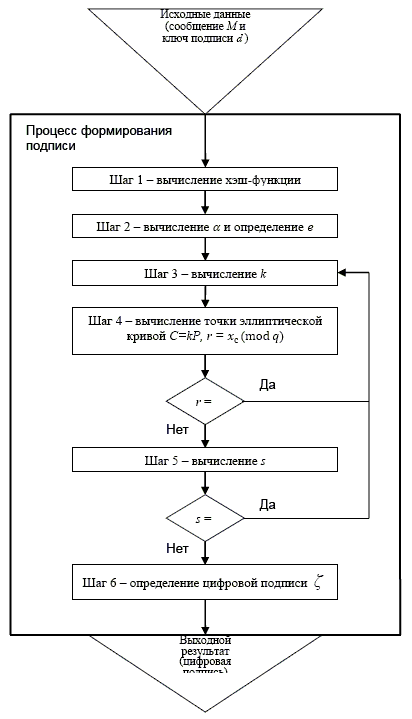 Исходные данные
(сообщение M и
ключ подписи d )
Процесс формирования
подписи
Шаг 1 – вычисление хэш-функции
Шаг 2 – вычисление α и определение e
Шаг 3 – вычисление k
Шаг 4 – вычисление точки эллиптической
кривой C=kP, r = xc (mod q)
r =
Да
Нет
Шаг 5 – вычисление s
s =
Да
Нет
Шаг 6 – определение цифровой подписи ζ
Выходной
результат
(цифровая
подпись)